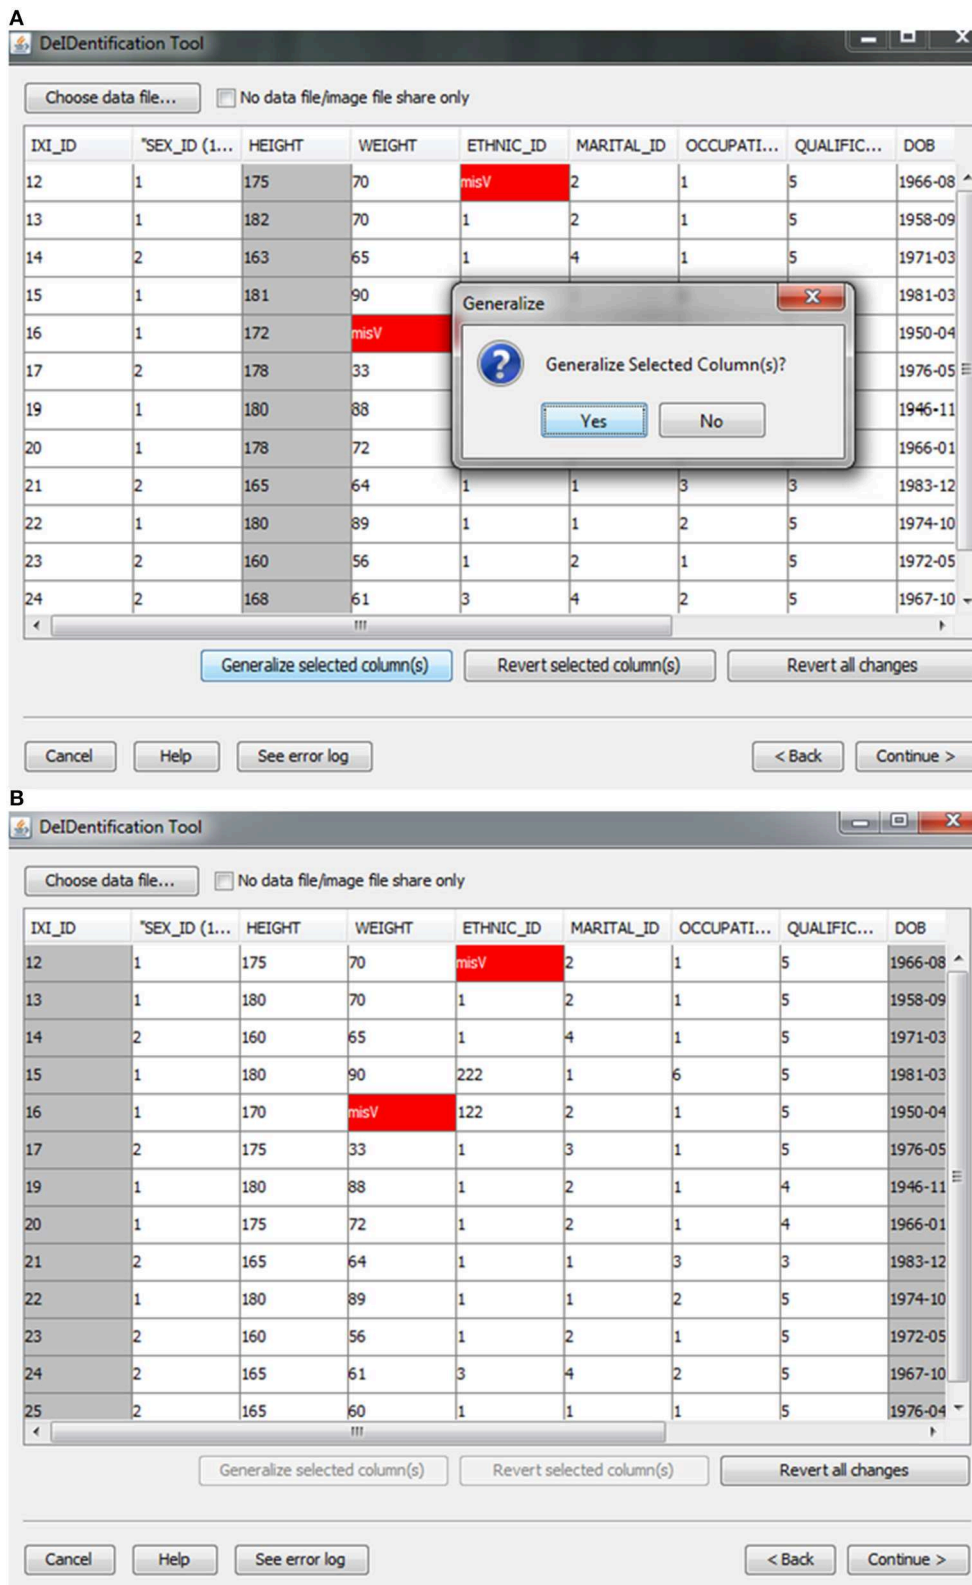 A
DeIDentification Tool
Choose data file... No data file/image file share only
IXI_ID "SEX_ID (1... HEIGHT WEIGHT ETHNIC_ID MARITAL_ID OCCUPATI... QUALIFIC... DOB
12 1 175 70 misV 2 1 5 1966-08
13 1 182 70 1 2 1 5 1958-09
14 2 163 65 1 4 1 5 1971-03
15 1 181 90 1981-03
16 1 172 misV 1950-04
17 2 178 33 1976-05
19 1 180 88 1946-11
20 1 178 72 1966-01
21 2 165 64 1 1 3 3 1983-12
22 1 180 89 1 1 2 5 1974-10
23 2 160 56 1 2 1 5 1972-05
24 2 168 61 3 4 2 5 1967-10
Generalize
Generalize Selected Column(s)?
Yes No
Generalize selected column(s) Revert selected column(s) Revert all changes
Cancel Help See error log < Back Continue >
B
DeIDentification Tool
Choose data file... No data file/image file share only
IXI_ID "SEX_ID (1... HEIGHT WEIGHT ETHNIC_ID MARITAL_ID OCCUPATI... QUALIFIC... DOB
12 1 175 70 misV 2 1 5 1966-08
13 1 180 70 1 2 1 5 1958-09
14 2 160 65 1 4 1 5 1971-03
15 1 180 90 222 1 6 5 1981-03
16 1 170 misV 122 2 1 5 1950-04
17 2 175 33 1 3 1 5 1976-05
19 1 180 88 1 2 1 4 1946-11
20 1 175 72 1 2 1 4 1966-01
21 2 165 64 1 1 3 3 1983-12
22 1 180 89 1 1 2 5 1974-10
23 2 160 56 1 2 1 5 1972-05
24 2 165 61 3 4 2 5 1967-10
25 2 165 60 1 1 1 5 1976-04
Generalize selected column(s) Revert selected column(s) Revert all changes
Cancel Help See error log < Back Continue >